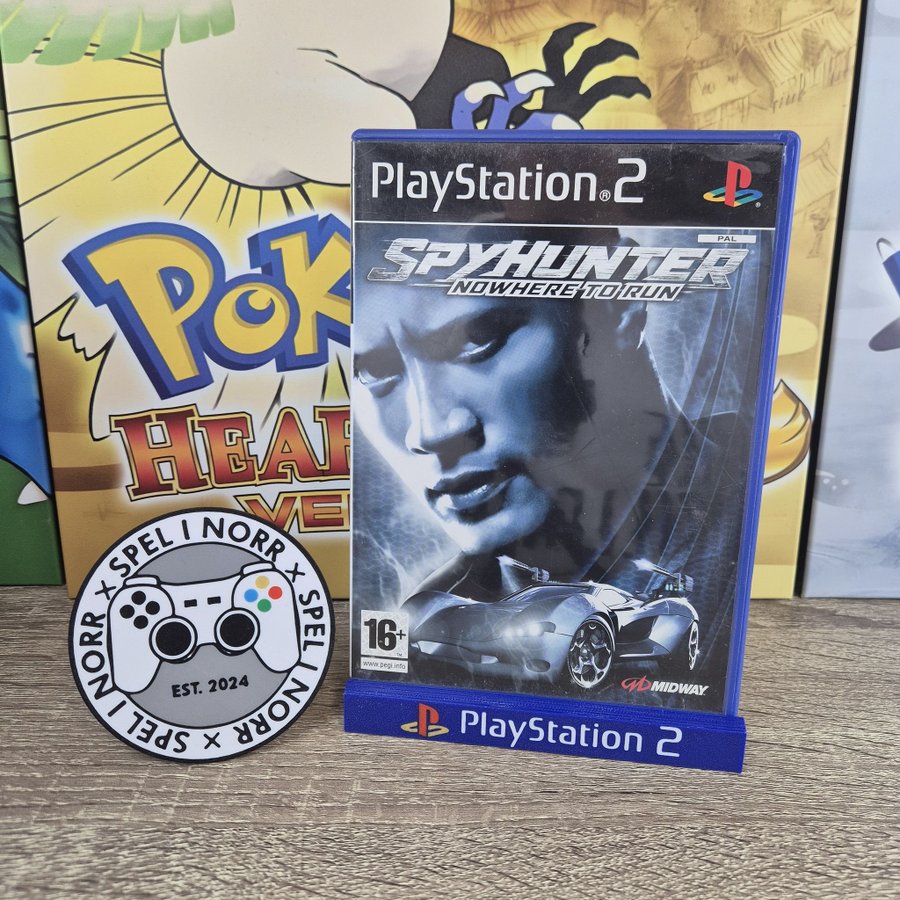 PlayStation®2
PAL
SPYHUNTER
NOWHERE TO RUN
16+
www.pegi.info
MIDWAY
PlayStation 2
POK
HEAR
VE
SPEL I NORR × SPEL I NORR × SPEL I NORR ×
EST. 2024